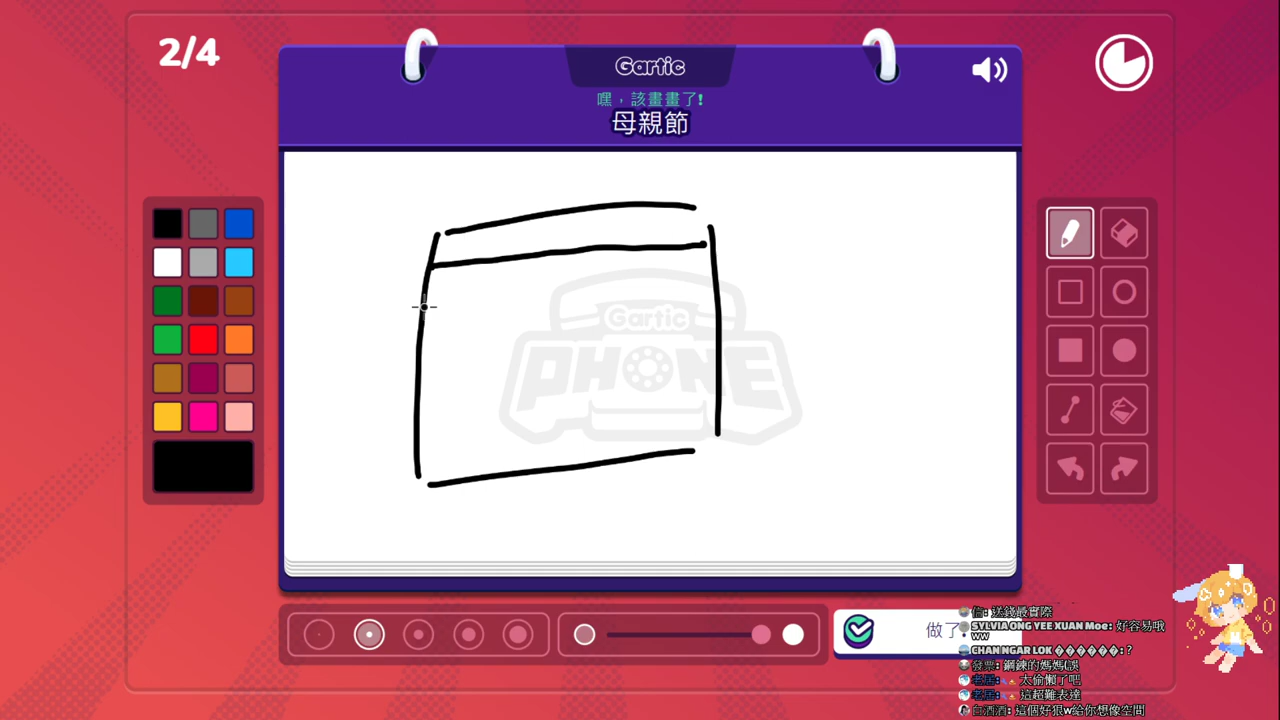 2/4
Gartic
嘿，該畫畫了!
母親節
Gartic
PHONE
做了
倫: 送錢最實際
SYLVIA ONG YEE XUAN Moe: 好容易哦
WW
CHAN NGAR LOK ������: ?
發票: 鋼鍊的媽媽(誤
老居: 太偷懶了吧
老居: 這超難表達
白酒酒: 這個好狠w給你想像空間